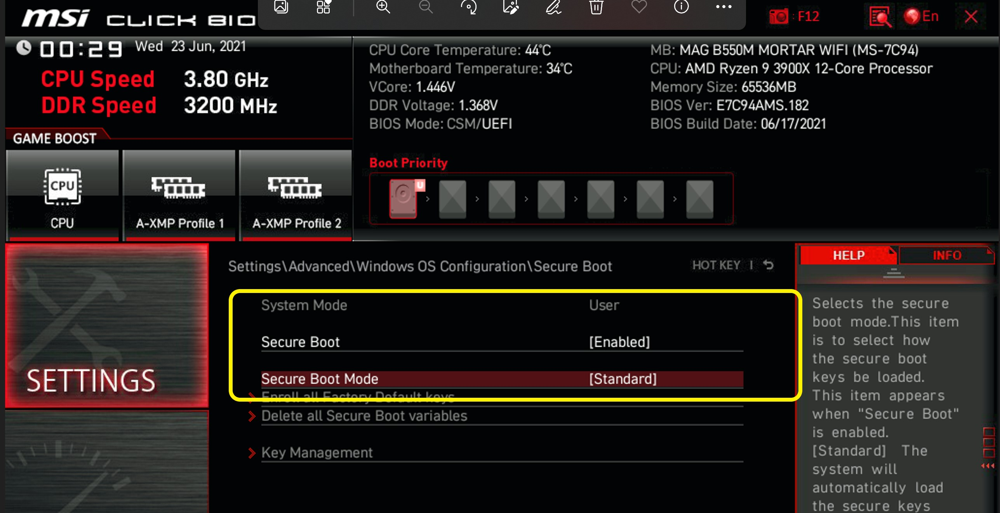 msi CLICK BIO
: F12
En
00:29 Wed 23 Jun, 2021
CPU Speed 3.80 GHz
DDR Speed 3200 MHz
CPU Core Temperature: 44°C
Motherboard Temperature: 34°C
VCore: 1.446V
DDR Voltage: 1.368V
BIOS Mode: CSM/UEFI
MB: MAG B550M MORTAR WIFI (MS-7C94)
CPU: AMD Ryzen 9 3900X 12-Core Processor
Memory Size: 65536MB
BIOS Ver: E7C94AMS.182
BIOS Build Date: 06/17/2021
GAME BOOST
CPU
CPU
A-XMP Profile 1
A-XMP Profile 2
Boot Priority
U
SETTINGS
Settings\Advanced\Windows OS Configuration\Secure Boot
HOT KEY |
System Mode User
Secure Boot [Enabled]
Secure Boot Mode [Standard]
Enroll all Factory Default keys
Delete all Secure Boot variables
Key Management
HELP
INFO
Selects the secure
boot mode.This item
is to select how
the secure boot
keys be loaded.
This item appears
when "Secure Boot"
is enabled.
[Standard] The
system will
automatically load
the secure keys